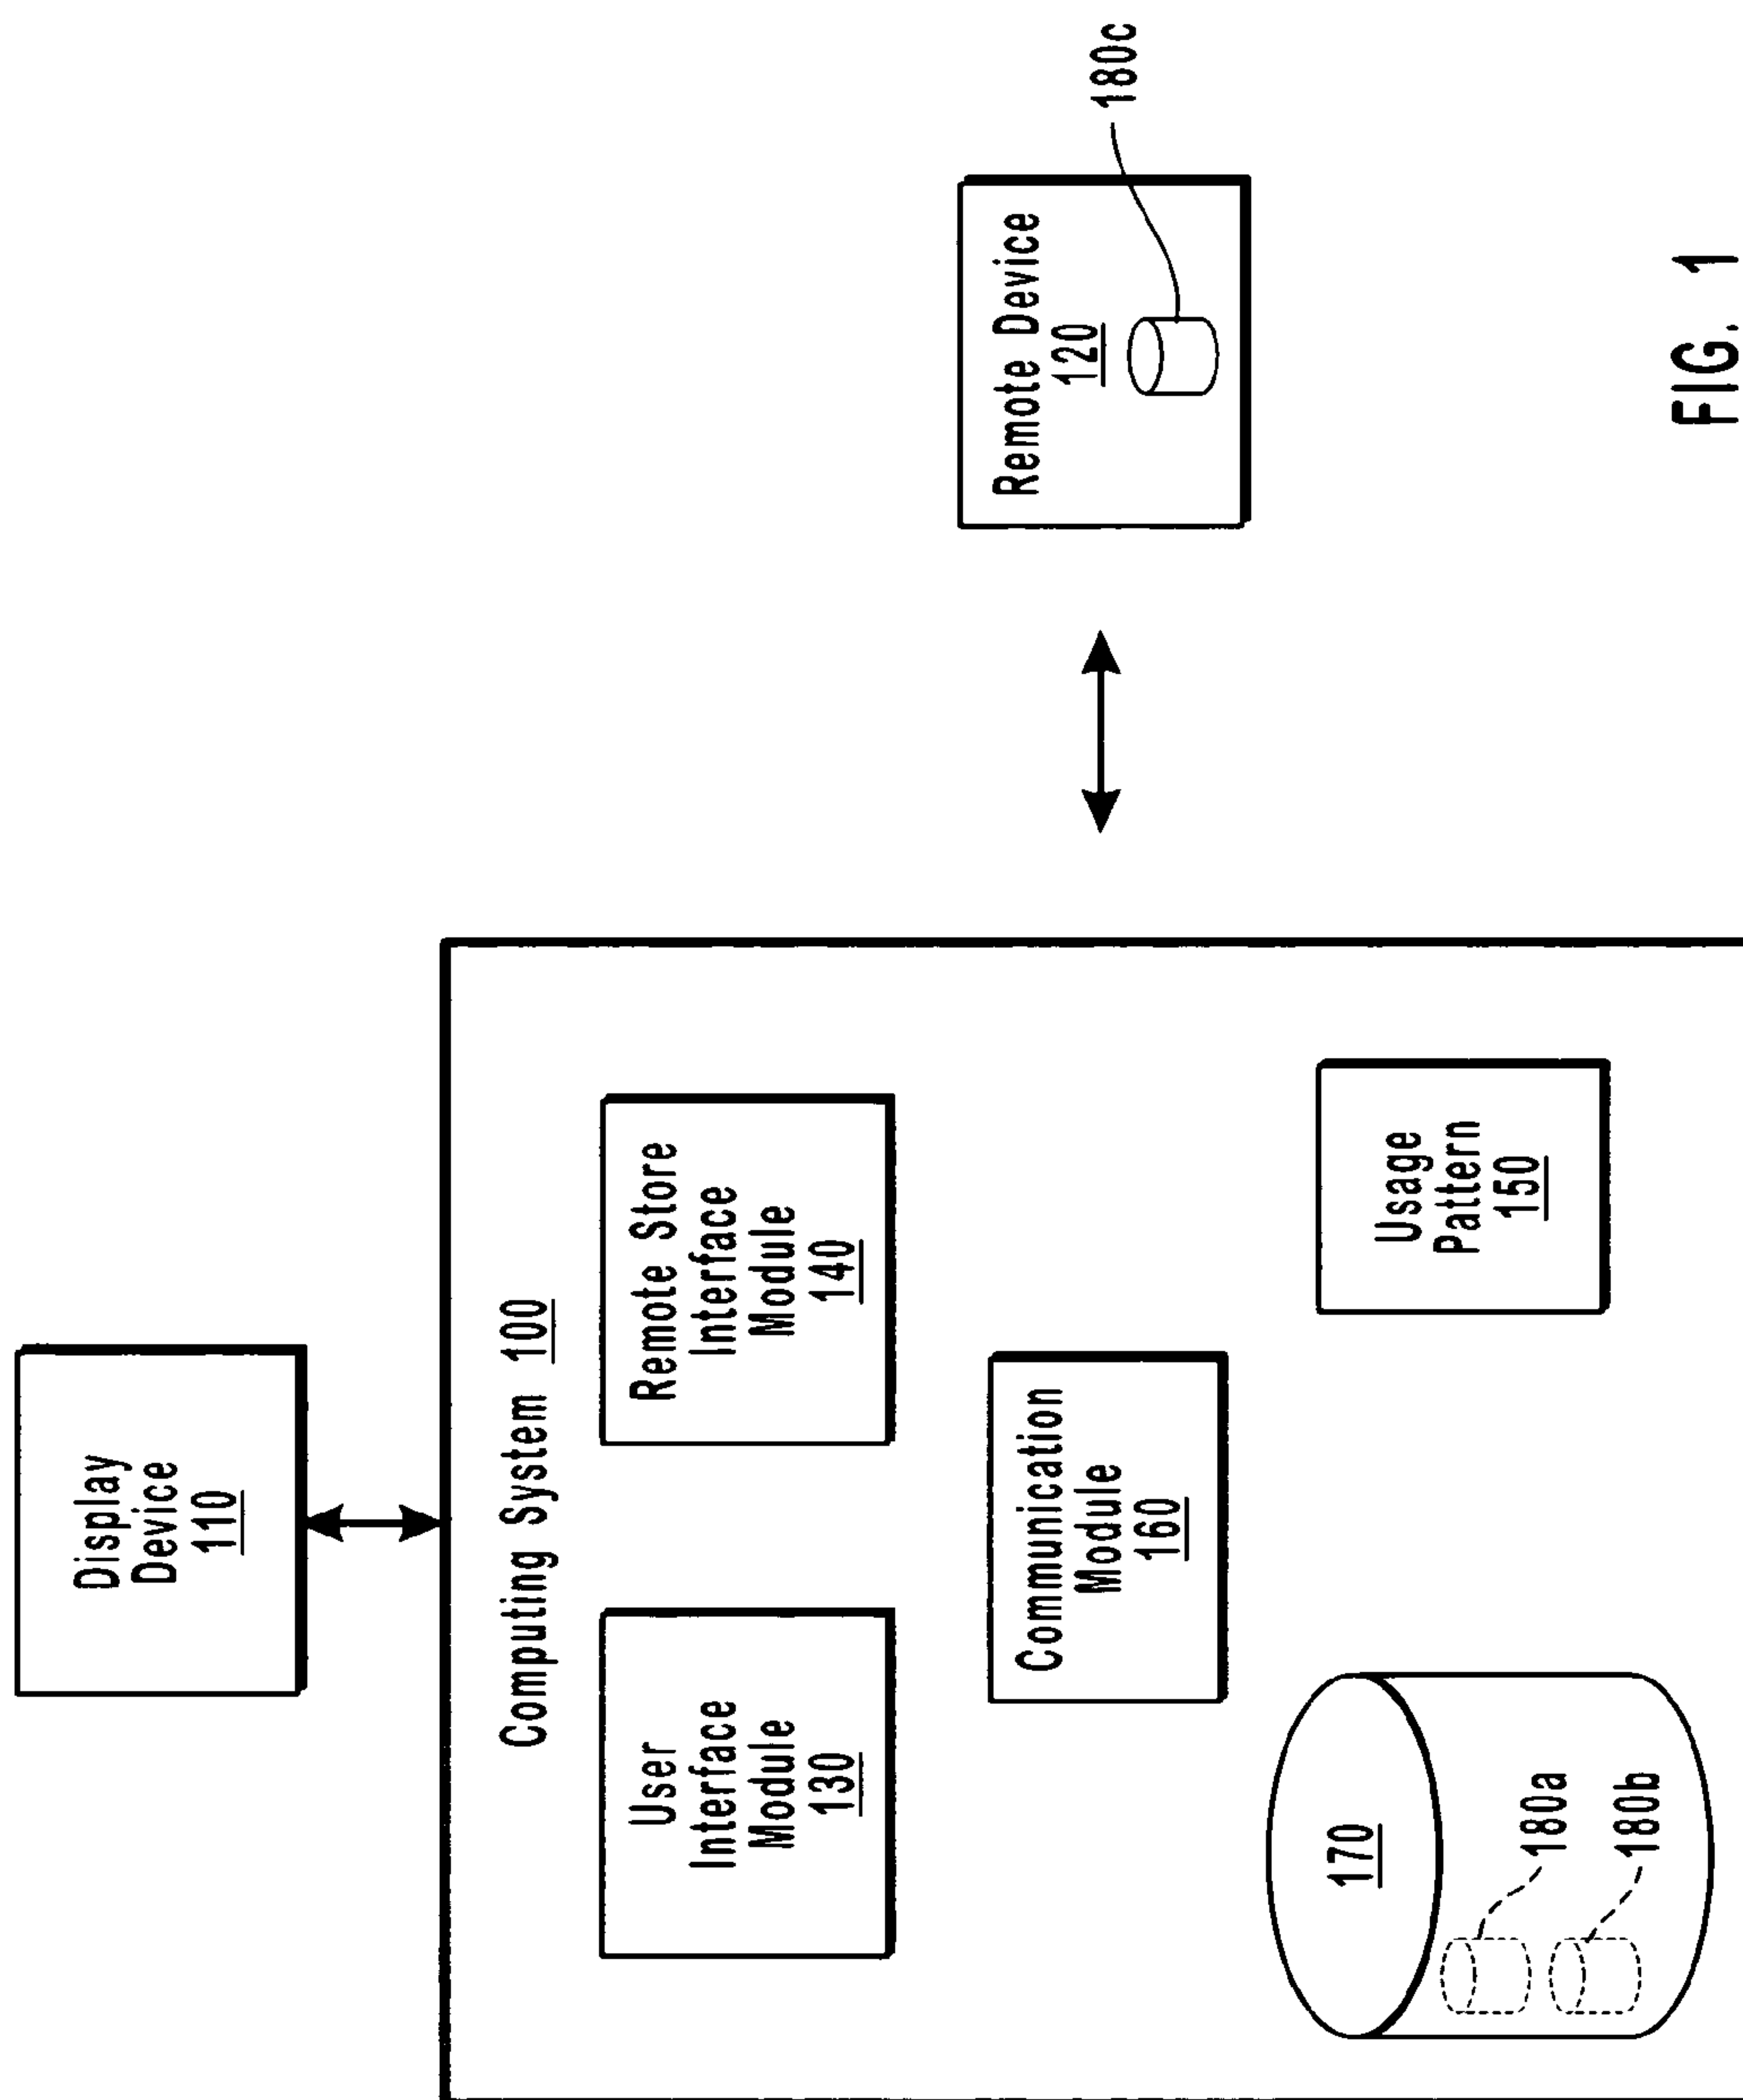 Display
Device
110
Computing System 100
User
Interface
Module
130
Remote Store
Interface
Module
140
Communication
Module
160
Usage
Pattern
150
170
180a
180b
Remote Device
120
180c
FIG. 1